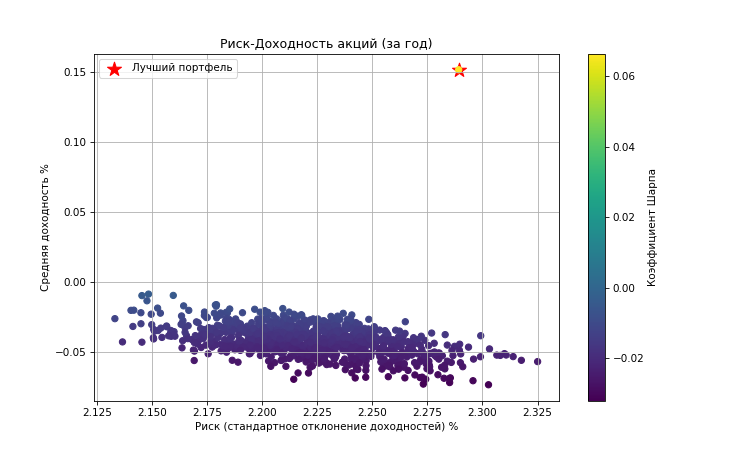 Риск-Доходность акций (за год)
Лучший портфель
0.15
0.10
0.05
0.00
−0.05
Средняя доходность %
2.125 2.150 2.175 2.200 2.225 2.250 2.275 2.300 2.325
Риск (стандартное отклонение доходностей) %
0.06
0.04
0.02
0.00
−0.02
Коэффициент Шарпа